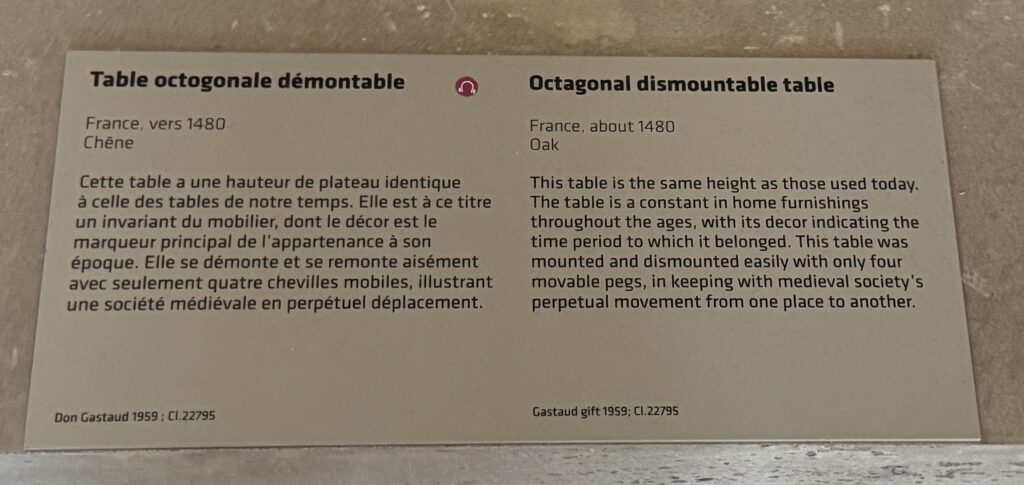 Table octogonale démontable
France, vers 1480
Chêne
Cette table a une hauteur de plateau identique
à celle des tables de notre temps. Elle est à ce titre
un invariant du mobilier, dont le décor est le
marqueur principal de l'appartenance à son
époque. Elle se démonte et se remonte aisément
avec seulement quatre chevilles mobiles, illustrant
une société médiévale en perpétuel déplacement.
Don Gastaud 1959 ; Cl.22795
Octagonal dismountable table
France, about 1480
Oak
This table is the same height as those used today.
The table is a constant in home furnishings
throughout the ages, with its decor indicating the
time period to which it belonged. This table was
mounted and dismounted easily with only four
movable pegs, in keeping with medieval society's
perpetual movement from one place to another.
Gastaud gift 1959; Cl.22795